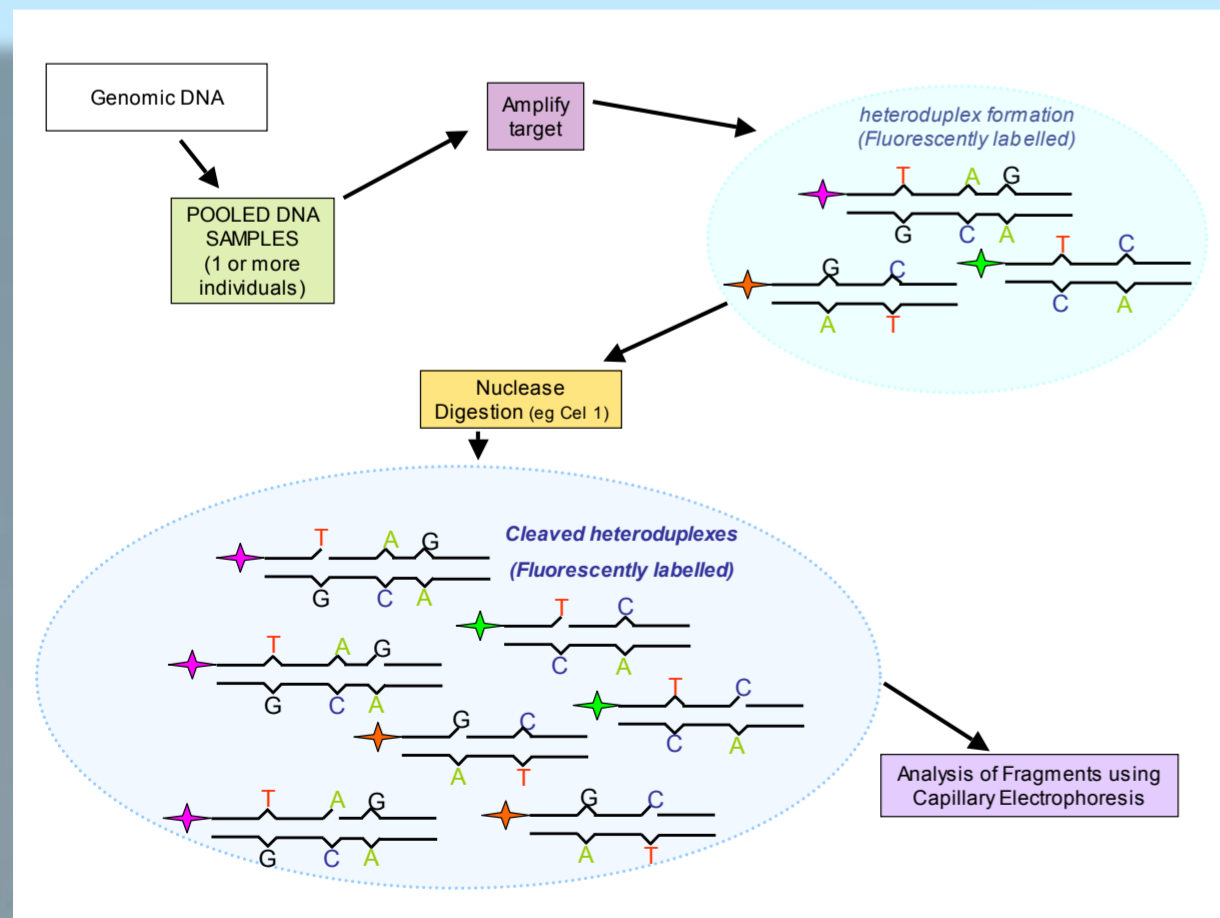 Genomic DNA
POOLED DNA
SAMPLES
(1 or more
individuals)
Amplify
target
heteroduplex formation
(Fluorescently labelled)
T A G
G C A
T C
C A
G C
A T
Nuclease
Digestion (eg Cel 1)
Cleaved heteroduplexes
(Fluorescently labelled)
T A G
G C A
T C
C A
T A G
G C A
T C
C A
G C
A T
T A G
G C A
G C
A T
Analysis of Fragments using
Capillary Electrophoresis